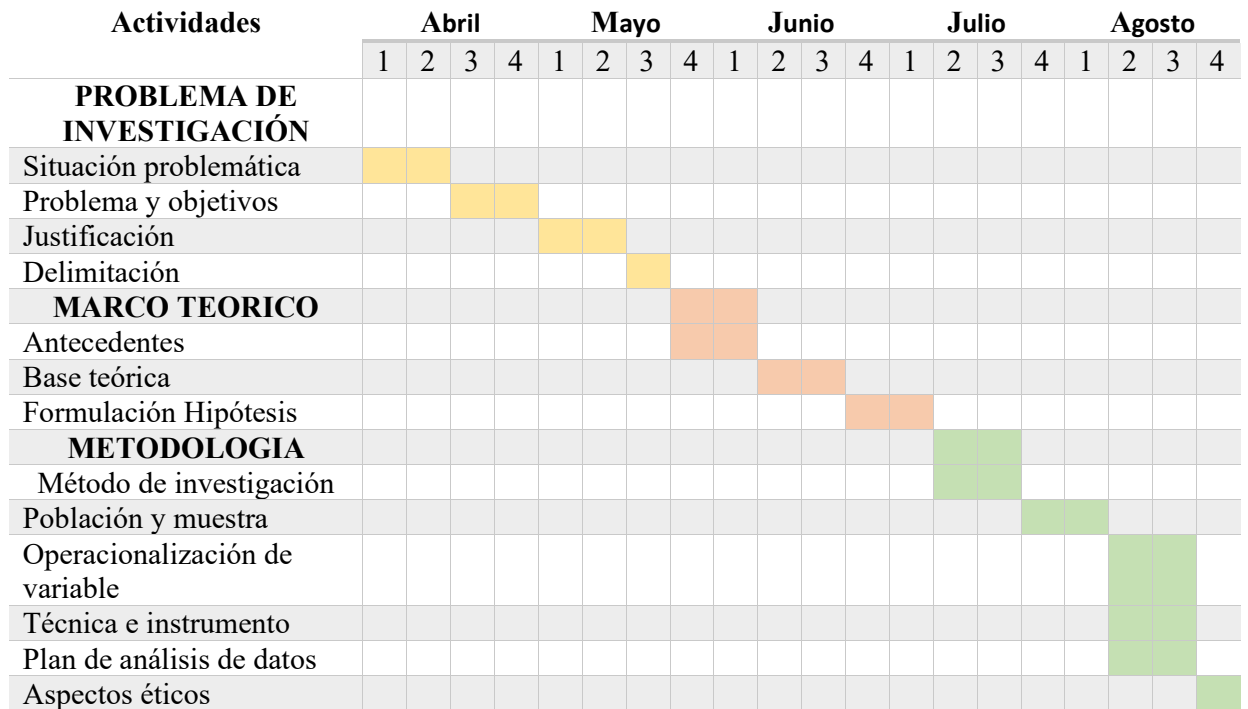 Actividades Abril Mayo Junio Julio Agosto
1 2 3 4 1 2 3 4 1 2 3 4 1 2 3 4 1 2 3 4
PROBLEMA DE
INVESTIGACIÓN
Situación problemática
Problema y objetivos
Justificación
Delimitación
MARCO TEORICO
Antecedentes
Base teórica
Formulación Hipótesis
METODOLOGIA
Método de investigación
Población y muestra
Operacionalización de
variable
Técnica e instrumento
Plan de análisis de datos
Aspectos éticos